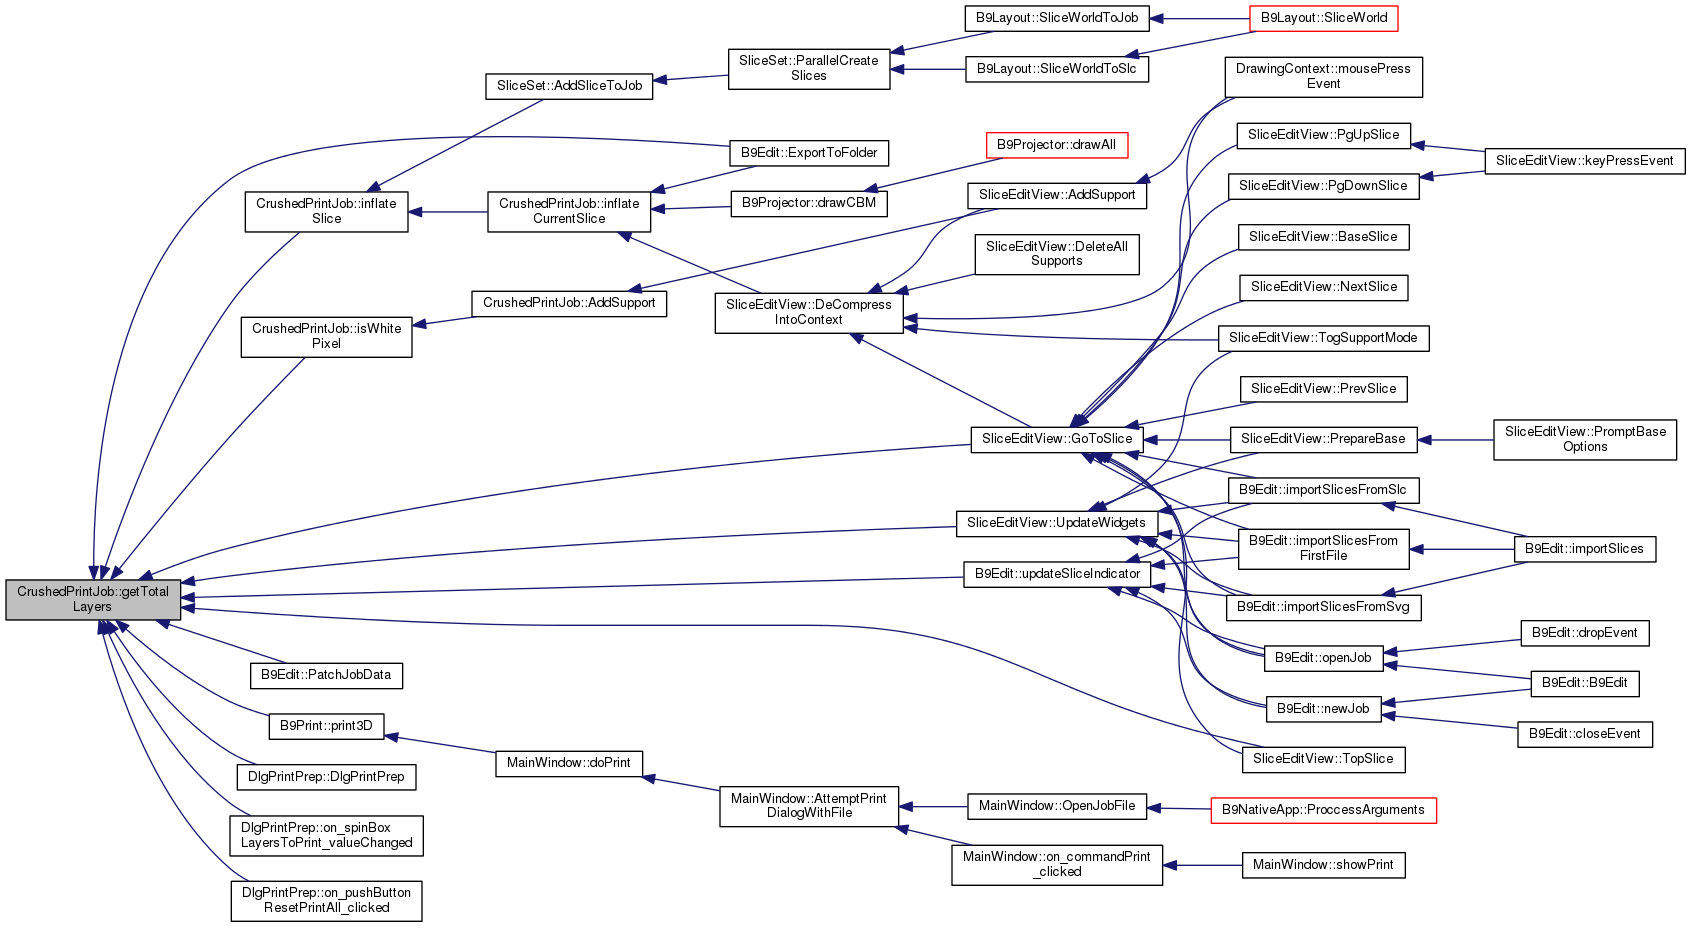 CrushedPrintJob::getTotal
Layers
CrushedPrintJob::inflate
Slice
CrushedPrintJob::isWhite
Pixel
B9Edit::PatchJobData
B9Print::print3D
DlgPrintPrep::DlgPrintPrep
DlgPrintPrep::on_spinBox
LayersToPrint_valueChanged
DlgPrintPrep::on_pushButton
ResetPrintAll_clicked
SliceSet::AddSliceToJob
CrushedPrintJob::inflate
CurrentSlice
CrushedPrintJob::AddSupport
MainWindow::doPrint
SliceSet::ParallelCreate
Slices
B9Edit::ExportToFolder
B9Projector::drawCBM
SliceEditView::DeCompress
IntoContext
MainWindow::AttemptPrint
DialogWithFile
B9Layout::SliceWorldToJob
B9Layout::SliceWorldToSlc
B9Projector::drawAll
SliceEditView::AddSupport
SliceEditView::DeleteAll
Supports
SliceEditView::GoToSlice
SliceEditView::UpdateWidgets
B9Edit::updateSliceIndicator
MainWindow::OpenJobFile
MainWindow::on_commandPrint
_clicked
B9Layout::SliceWorld
DrawingContext::mousePress
Event
SliceEditView::PgUpSlice
SliceEditView::PgDownSlice
SliceEditView::BaseSlice
SliceEditView::NextSlice
SliceEditView::TogSupportMode
SliceEditView::PrevSlice
SliceEditView::PrepareBase
B9Edit::importSlicesFromSlc
B9Edit::importSlicesFrom
FirstFile
B9Edit::importSlicesFromSvg
B9Edit::openJob
B9Edit::newJob
SliceEditView::TopSlice
B9NativeApp::ProccessArguments
MainWindow::showPrint
SliceEditView::keyPressEvent
SliceEditView::PromptBase
Options
B9Edit::importSlices
B9Edit::dropEvent
B9Edit::B9Edit
B9Edit::closeEvent